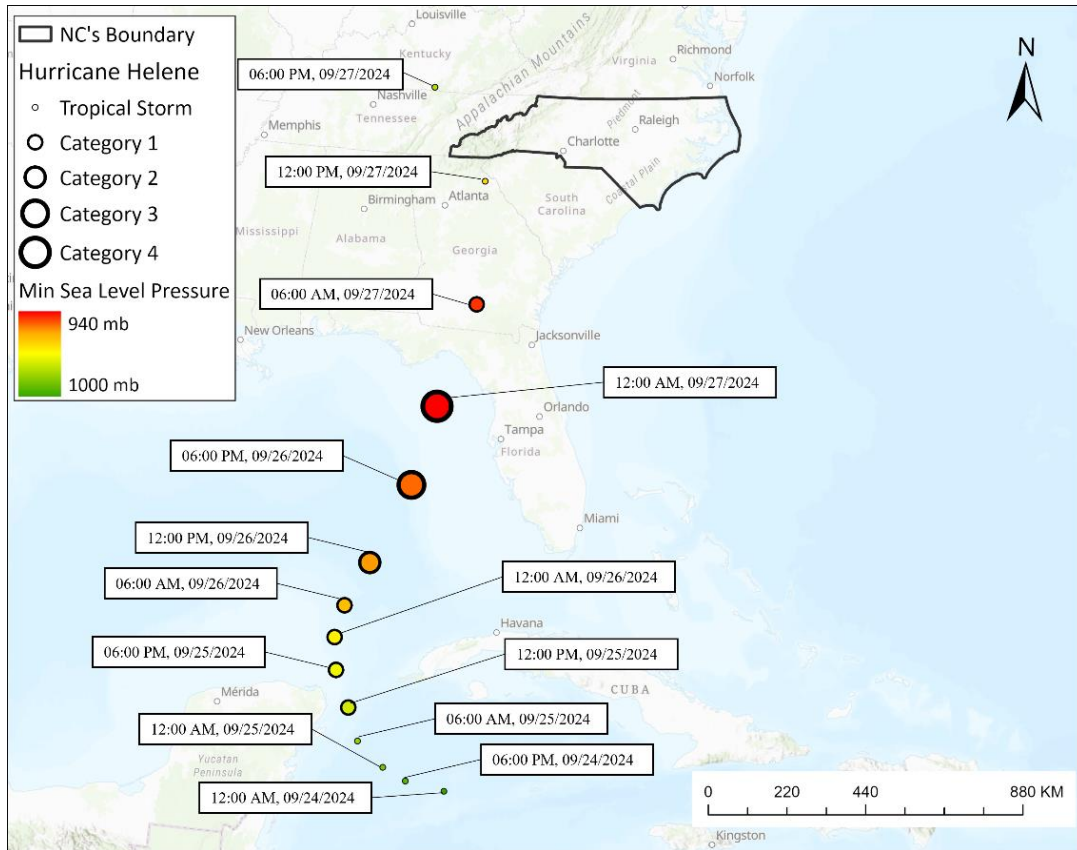 NC's Boundary
Hurricane Helene
Tropical Storm
Category 1
Category 2
Category 3
Category 4
Min Sea Level Pressure
940 mb
1000 mb
N
Louisville
Kentucky
Richmond
Virginia
Norfolk
Appalachian Mountains
06:00 PM, 09/27/2024
Nashville
Tennessee
Memphis
Piedmont
Raleigh
Charlotte
Coastal Plain
12:00 PM, 09/27/2024
Birmingham
Atlanta
South
Carolina
Mississippi
Alabama
Georgia
06:00 AM, 09/27/2024
New Orleans
Jacksonville
12:00 AM, 09/27/2024
Orlando
Tampa
Florida
06:00 PM, 09/26/2024
Miami
12:00 PM, 09/26/2024
06:00 AM, 09/26/2024
12:00 AM, 09/26/2024
Havana
06:00 PM, 09/25/2024
12:00 PM, 09/25/2024
Mérida
CUBA
06:00 AM, 09/25/2024
12:00 AM, 09/25/2024
Yucatan
Peninsula
06:00 PM, 09/24/2024
12:00 AM, 09/24/2024
0 220 440 880 KM
Kingston